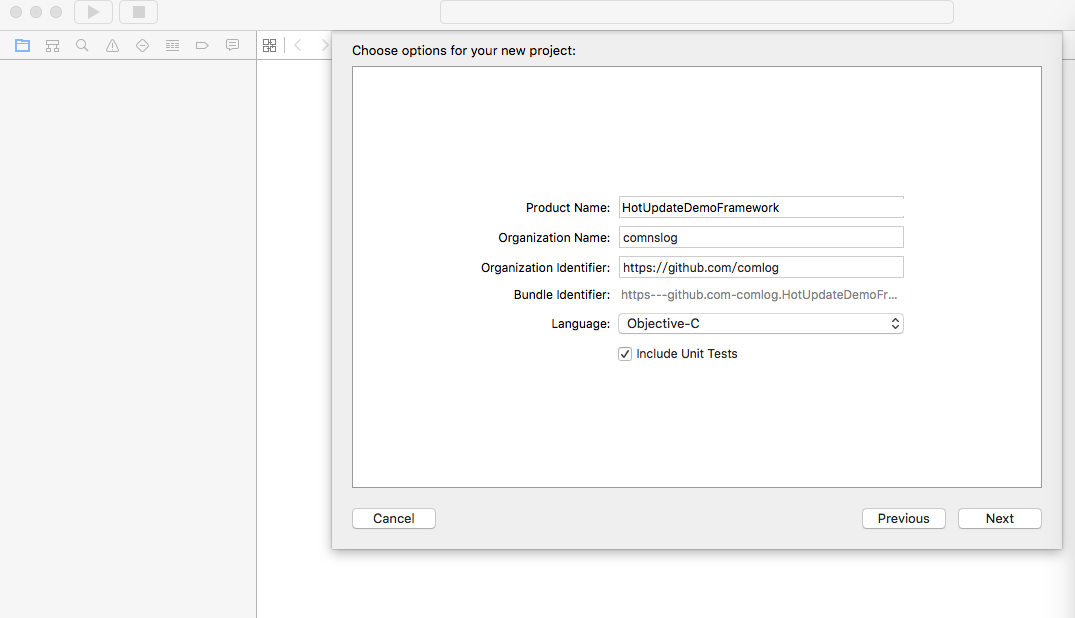 Choose options for your new project:
Product Name: HotUpdateDemoFramework
Organization Name: comnslog
Organization Identifier: https://github.com/comlog
Bundle Identifier: https---github.com-comlog.HotUpdateDemoFr...
Language: Objective-C
Include Unit Tests
Cancel Previous Next